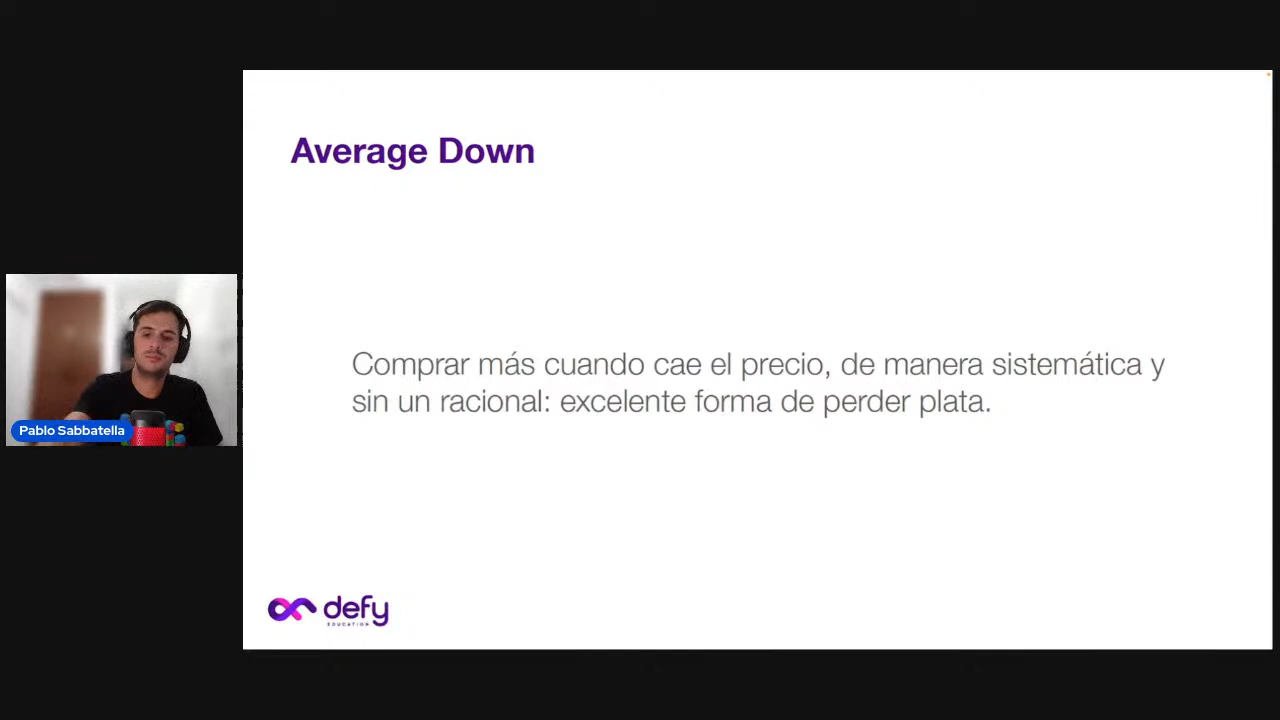 Average Down
Comprar más cuando cae el precio, de manera sistemática y
sin un racional: excelente forma de perder plata.
Pablo Sabbatella
defy
EDUCATION